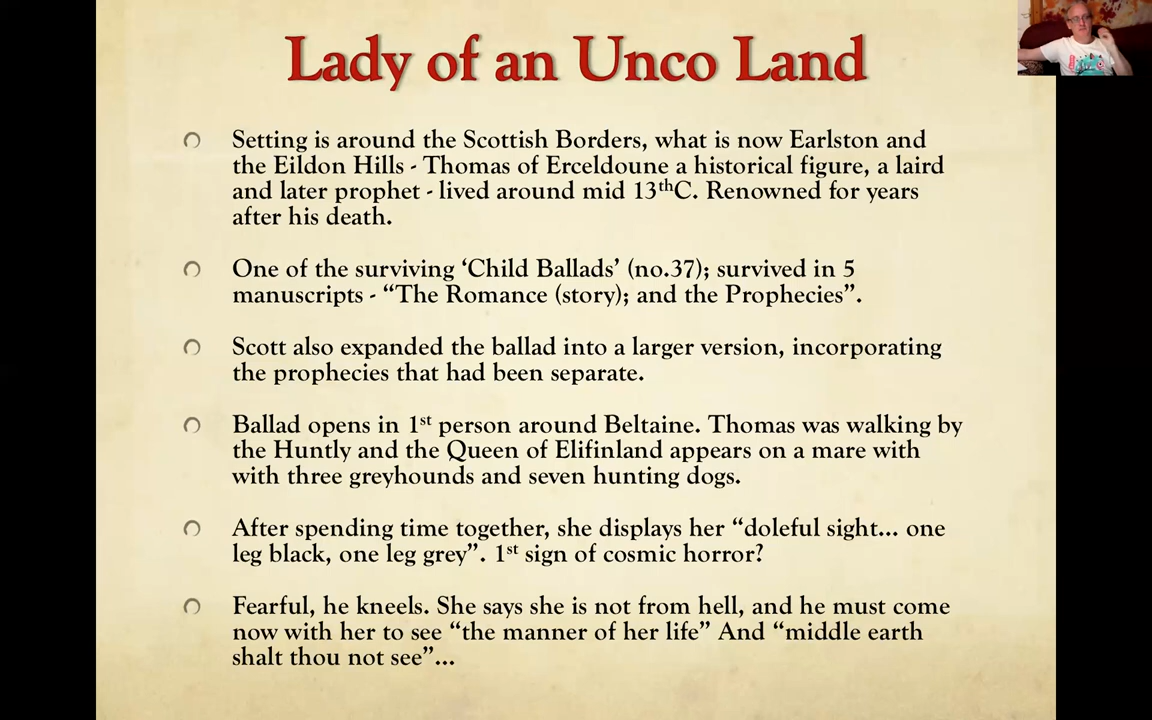 Lady of an Unco Land
Setting is around the Scottish Borders, what is now Earlston and
the Eildon Hills - Thomas of Erceldoune a historical figure, a laird
and later prophet - lived around mid 13thC. Renowned for years
after his death.
One of the surviving ‘Child Ballads’ (no.37); survived in 5
manuscripts - “The Romance (story); and the Prophecies”.
Scott also expanded the ballad into a larger version, incorporating
the prophecies that had been separate.
Ballad opens in 1st person around Beltaine. Thomas was walking by
the Huntly and the Queen of Elifinland appears on a mare with
with three greyhounds and seven hunting dogs.
After spending time together, she displays her “doleful sight... one
leg black, one leg grey”. 1st sign of cosmic horror?
Fearful, he kneels. She says she is not from hell, and he must come
now with her to see “the manner of her life” And “middle earth
shalt thou not see”...